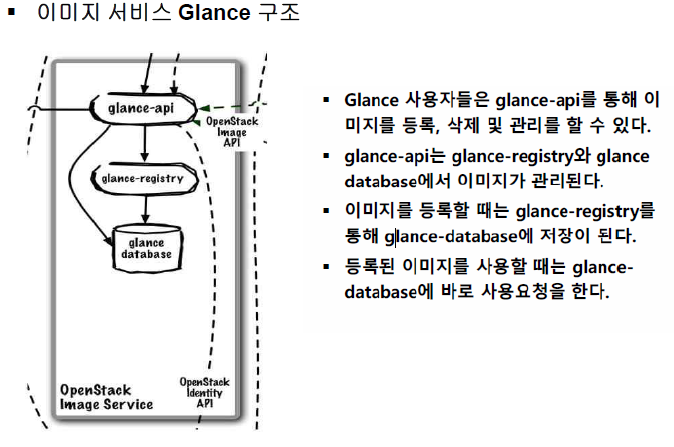 ▪ 이미지 서비스 Glance 구조
glance-api
OpenStack
Image
API
glance-registry
glance
database
OpenStack
Image Service
OpenStack
Identity
API
▪ Glance 사용자들은 glance-api를 통해 이
미지를 등록, 삭제 및 관리를 할 수 있다.
▪ glance-api는 glance-registry와 glance
database에서 이미지가 관리된다.
▪ 이미지를 등록할 때는 glance-registry를
통해 glance-database에 저장이 된다.
▪ 등록된 이미지를 사용할 때는 glance-
database에 바로 사용요청을 한다.